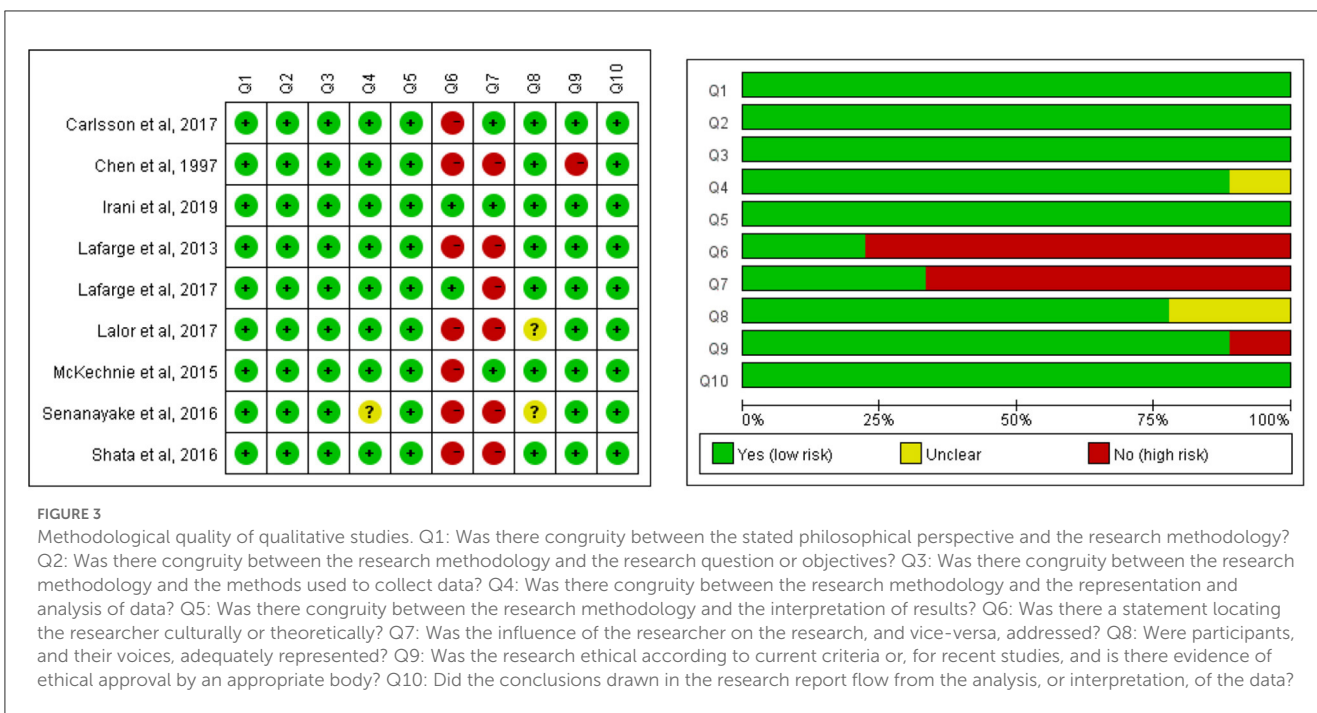 Q1 Q2 Q3 Q4 Q5 Q6 Q7 Q8 Q9 Q10
Carlsson et al, 2017 + + + + + - + + + +
Chen et al, 1997 + + + + + - - + - +
Irani et al, 2019 + + + + + + + + + +
Lafarge et al, 2013 + + + + + - - + + +
Lafarge et al, 2017 + + + + + + - + + +
Lalor et al, 2017 + + + + + - - ? + +
McKechnie et al, 2015 + + + + + - + + + +
Senanayake et al, 2016 + + + ? + - - ? + +
Shata et al, 2016 + + + + + - - + + +
Q1
Q2
Q3
Q4
Q5
Q6
Q7
Q8
Q9
Q10
0% 25% 50% 75% 100%
Yes (low risk) Unclear No (high risk)
FIGURE 3
Methodological quality of qualitative studies. Q1: Was there congruity between the stated philosophical perspective and the research methodology?
Q2: Was there congruity between the research methodology and the research question or objectives? Q3: Was there congruity between the research
methodology and the methods used to collect data? Q4: Was there congruity between the research methodology and the representation and
analysis of data? Q5: Was there congruity between the research methodology and the interpretation of results? Q6: Was there a statement locating
the researcher culturally or theoretically? Q7: Was the influence of the researcher on the research, and vice-versa, addressed? Q8: Were participants,
and their voices, adequately represented? Q9: Was the research ethical according to current criteria or, for recent studies, and is there evidence of
ethical approval by an appropriate body? Q10: Did the conclusions drawn in the research report flow from the analysis, or interpretation, of the data?